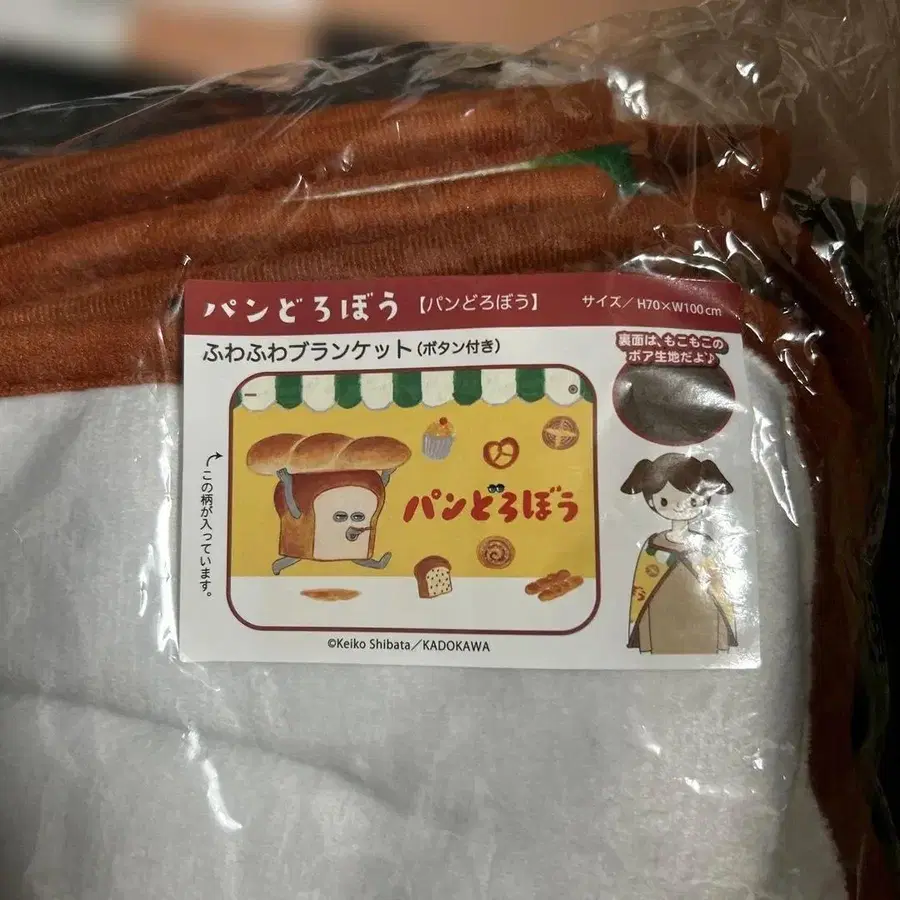 パンどろぼう【パンどろぼう】 サイズ／H70×W100cm
ふわふわブランケット（ボタン付き）
裏面は、もこもこの
ボア生地だよ♪
この柄が入っています。
パンどろぼう
©Keiko Shibata／KADOKAWA